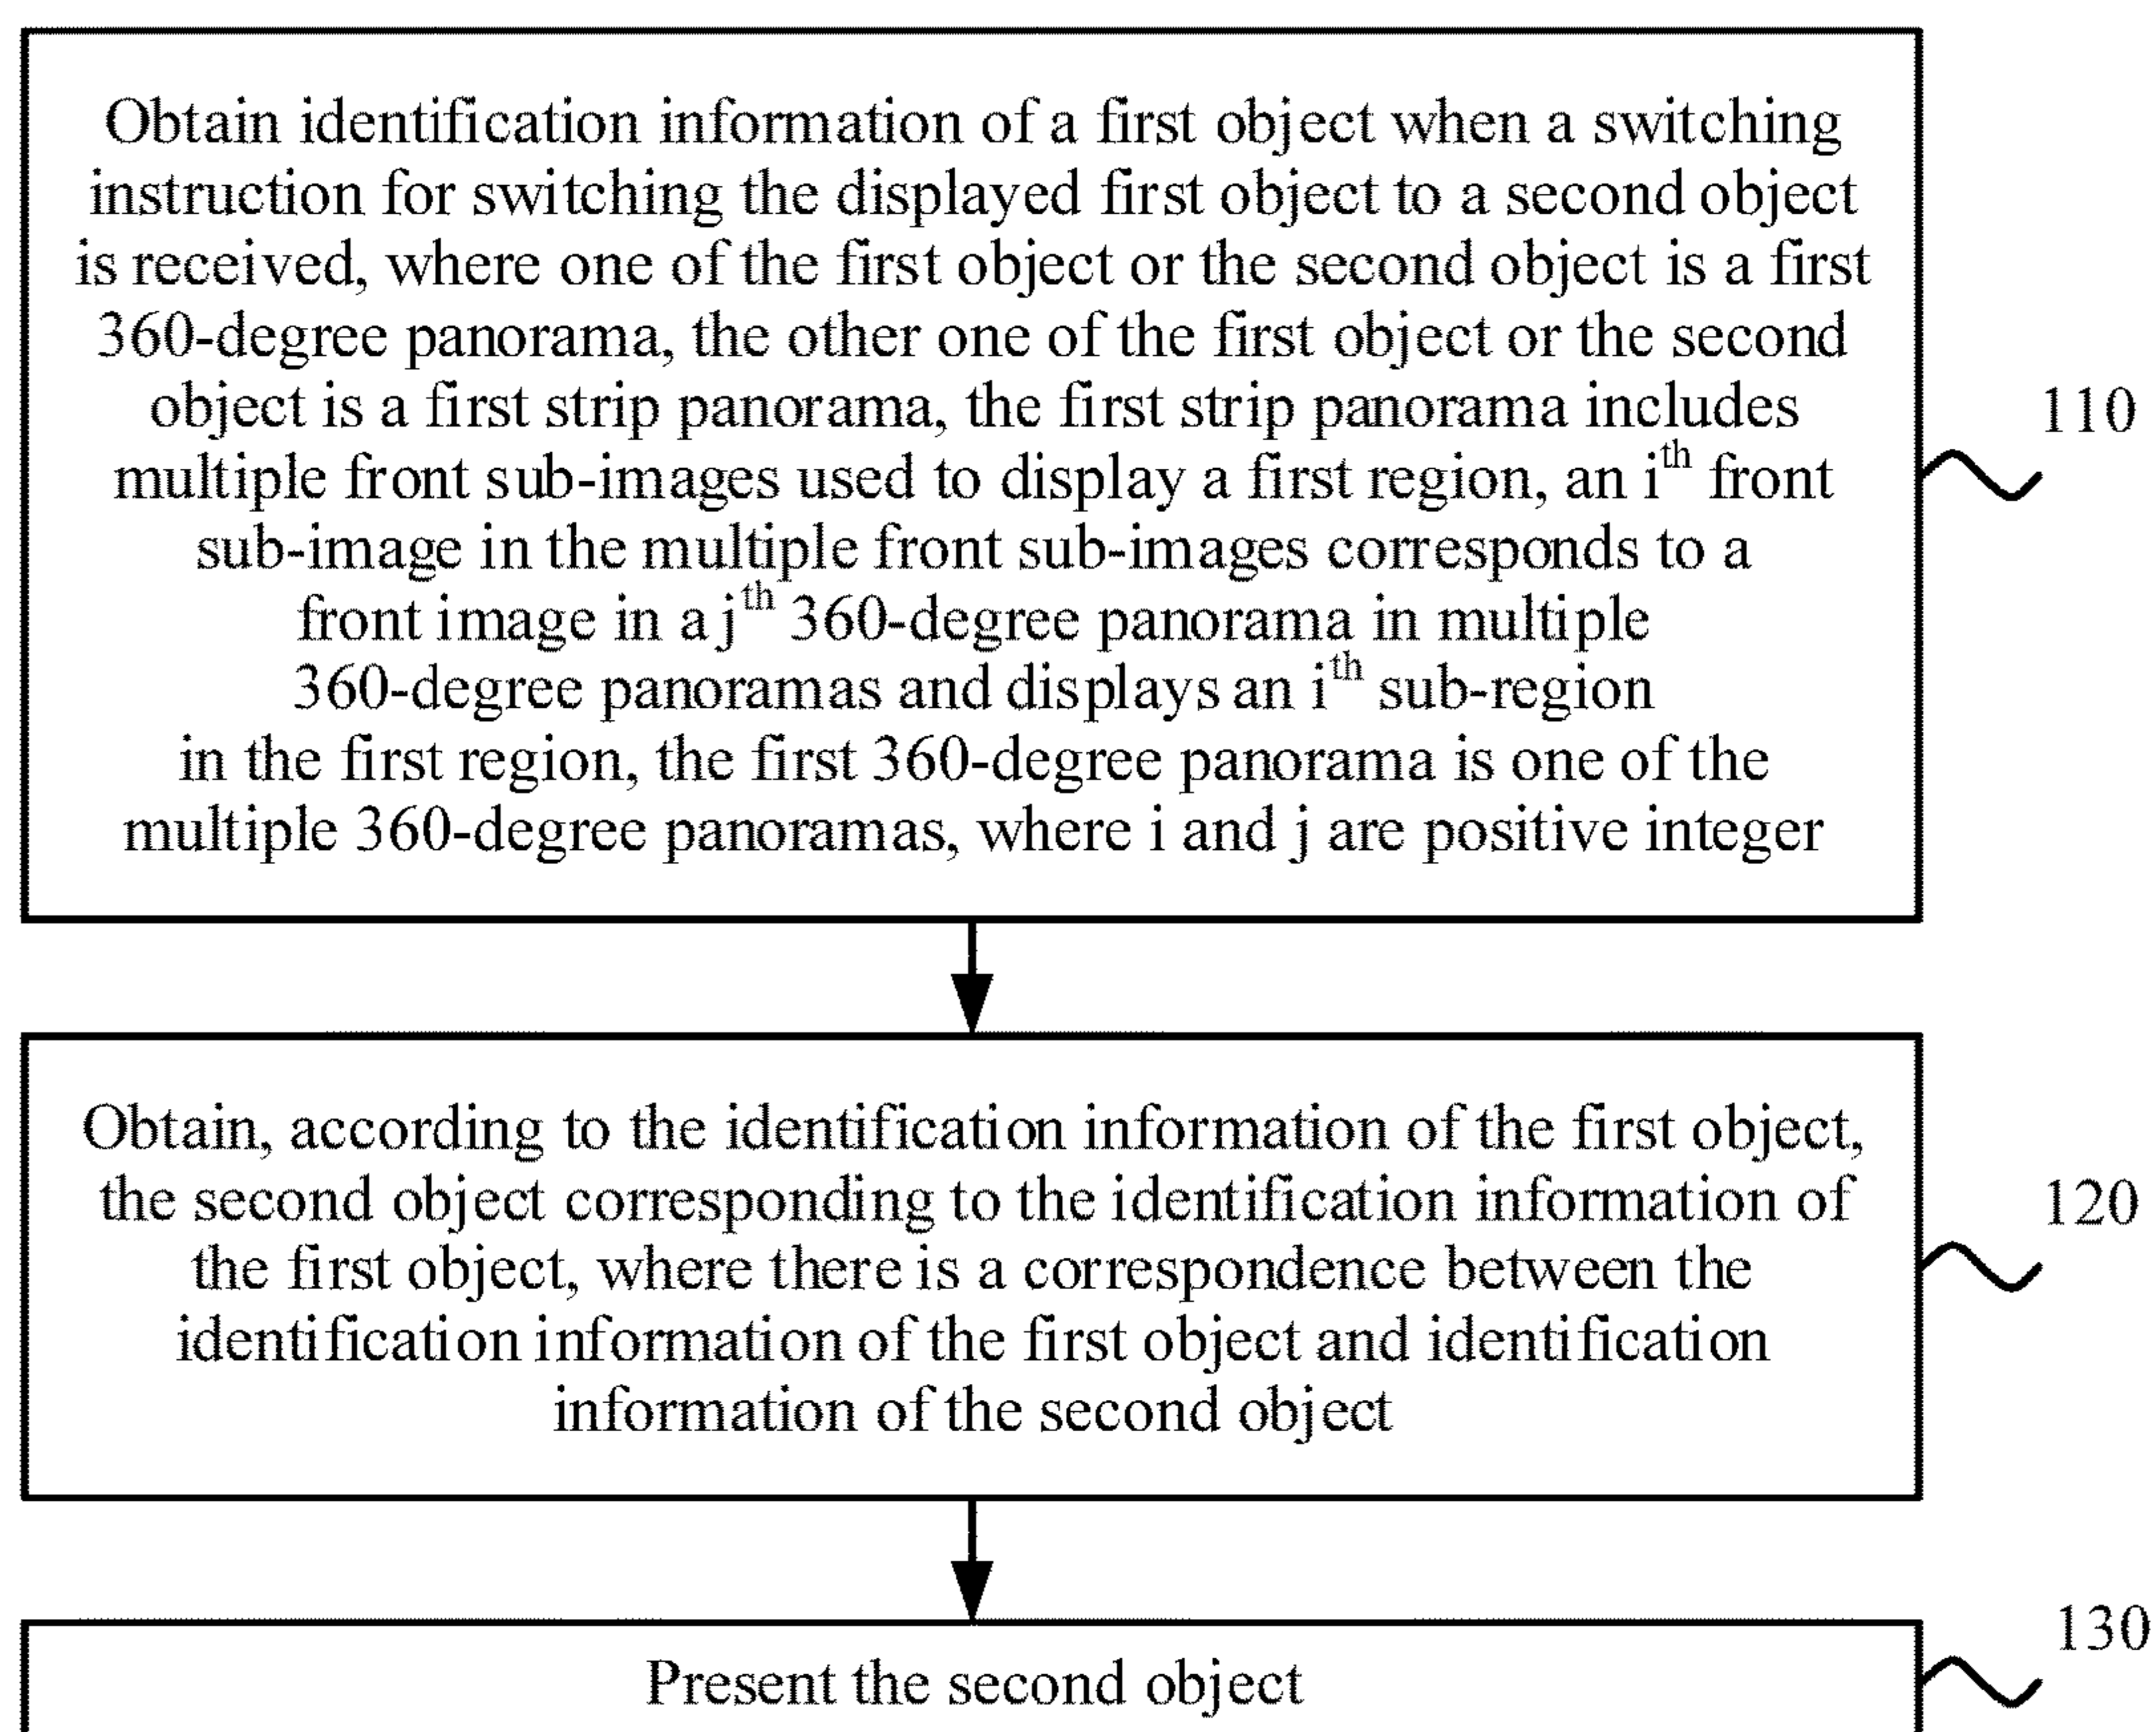 Obtain identification information of a first object when a switching
instruction for switching the displayed first object to a second object
is received, where one of the first object or the second object is a first
360-degree panorama, the other one of the first object or the second
object is a first strip panorama, the first strip panorama includes
multiple front sub-images used to display a first region, an i^th front
sub-image in the multiple front sub-images corresponds to a
front image in a j^th 360-degree panorama in multiple
360-degree panoramas and displays an i^th sub-region
in the first region, the first 360-degree panorama is one of the
multiple 360-degree panoramas, where i and j are positive integer
110
Obtain, according to the identification information of the first object,
the second object corresponding to the identification information of
the first object, where there is a correspondence between the
identification information of the first object and identification
information of the second object
120
Present the second object
130